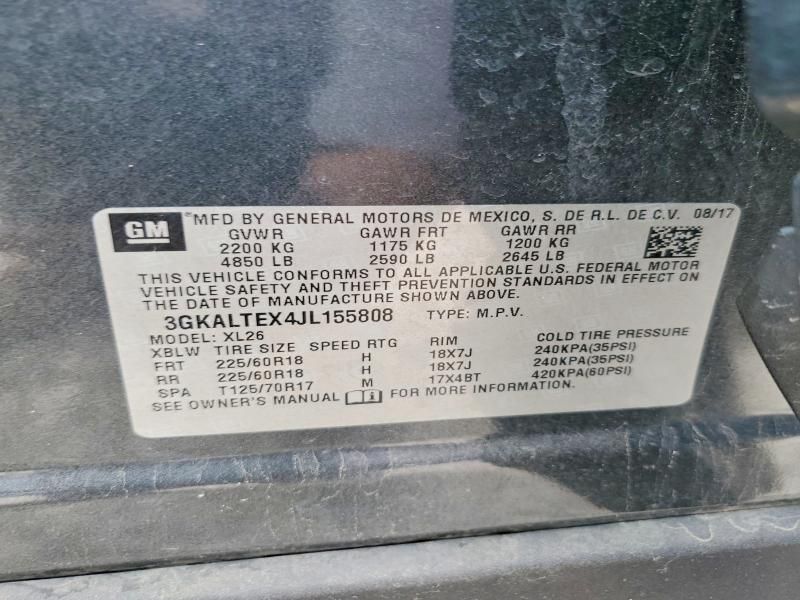 GM ®MFD BY GENERAL MOTORS DE MEXICO, S. DE R.L. DE C.V. 08/17
GVWR GAWR FRT GAWR RR
2200 KG 1175 KG 1200 KG
4850 LB 2590 LB 2645 LB
THIS VEHICLE CONFORMS TO ALL APPLICABLE U.S. FEDERAL MOTOR
VEHICLE SAFETY AND THEFT PREVENTION STANDARDS IN EFFECT ON
THE DATE OF MANUFACTURE SHOWN ABOVE.
3GKALTEX4JL155808 TYPE: M.P.V.
MODEL: XL26
XBLW TIRE SIZE SPEED RTG RIM COLD TIRE PRESSURE
FRT 225/60R18 H 18X7J 240KPA(35PSI)
RR 225/60R18 H 18X7J 240KPA(35PSI)
SPA T125/70R17 M 17X4BT 420KPA(60PSI)
SEE OWNER'S MANUAL FOR MORE INFORMATION.